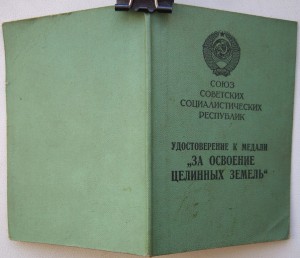 СОЮЗ
СОВЕТСКИХ
СОЦИАЛИСТИЧЕСКИХ
РЕСПУБЛИК
УДОСТОВЕРЕНИЕ К МЕДАЛИ
„ЗА ОСВОЕНИЕ
ЦЕЛИННЫХ ЗЕМЕЛЬ“